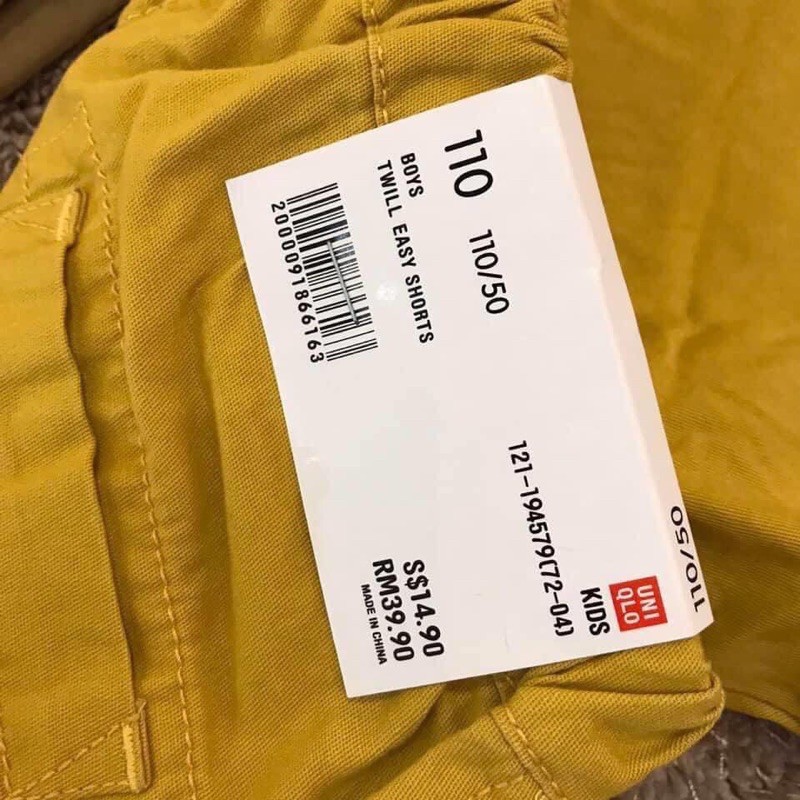 110 110/50
BOYS
TWILL EASY SHORTS
2000091866163
121-194579(72-04)
UNI
QLO
KIDS
S$14.90
RM39.90
MADE IN CHINA
110/50